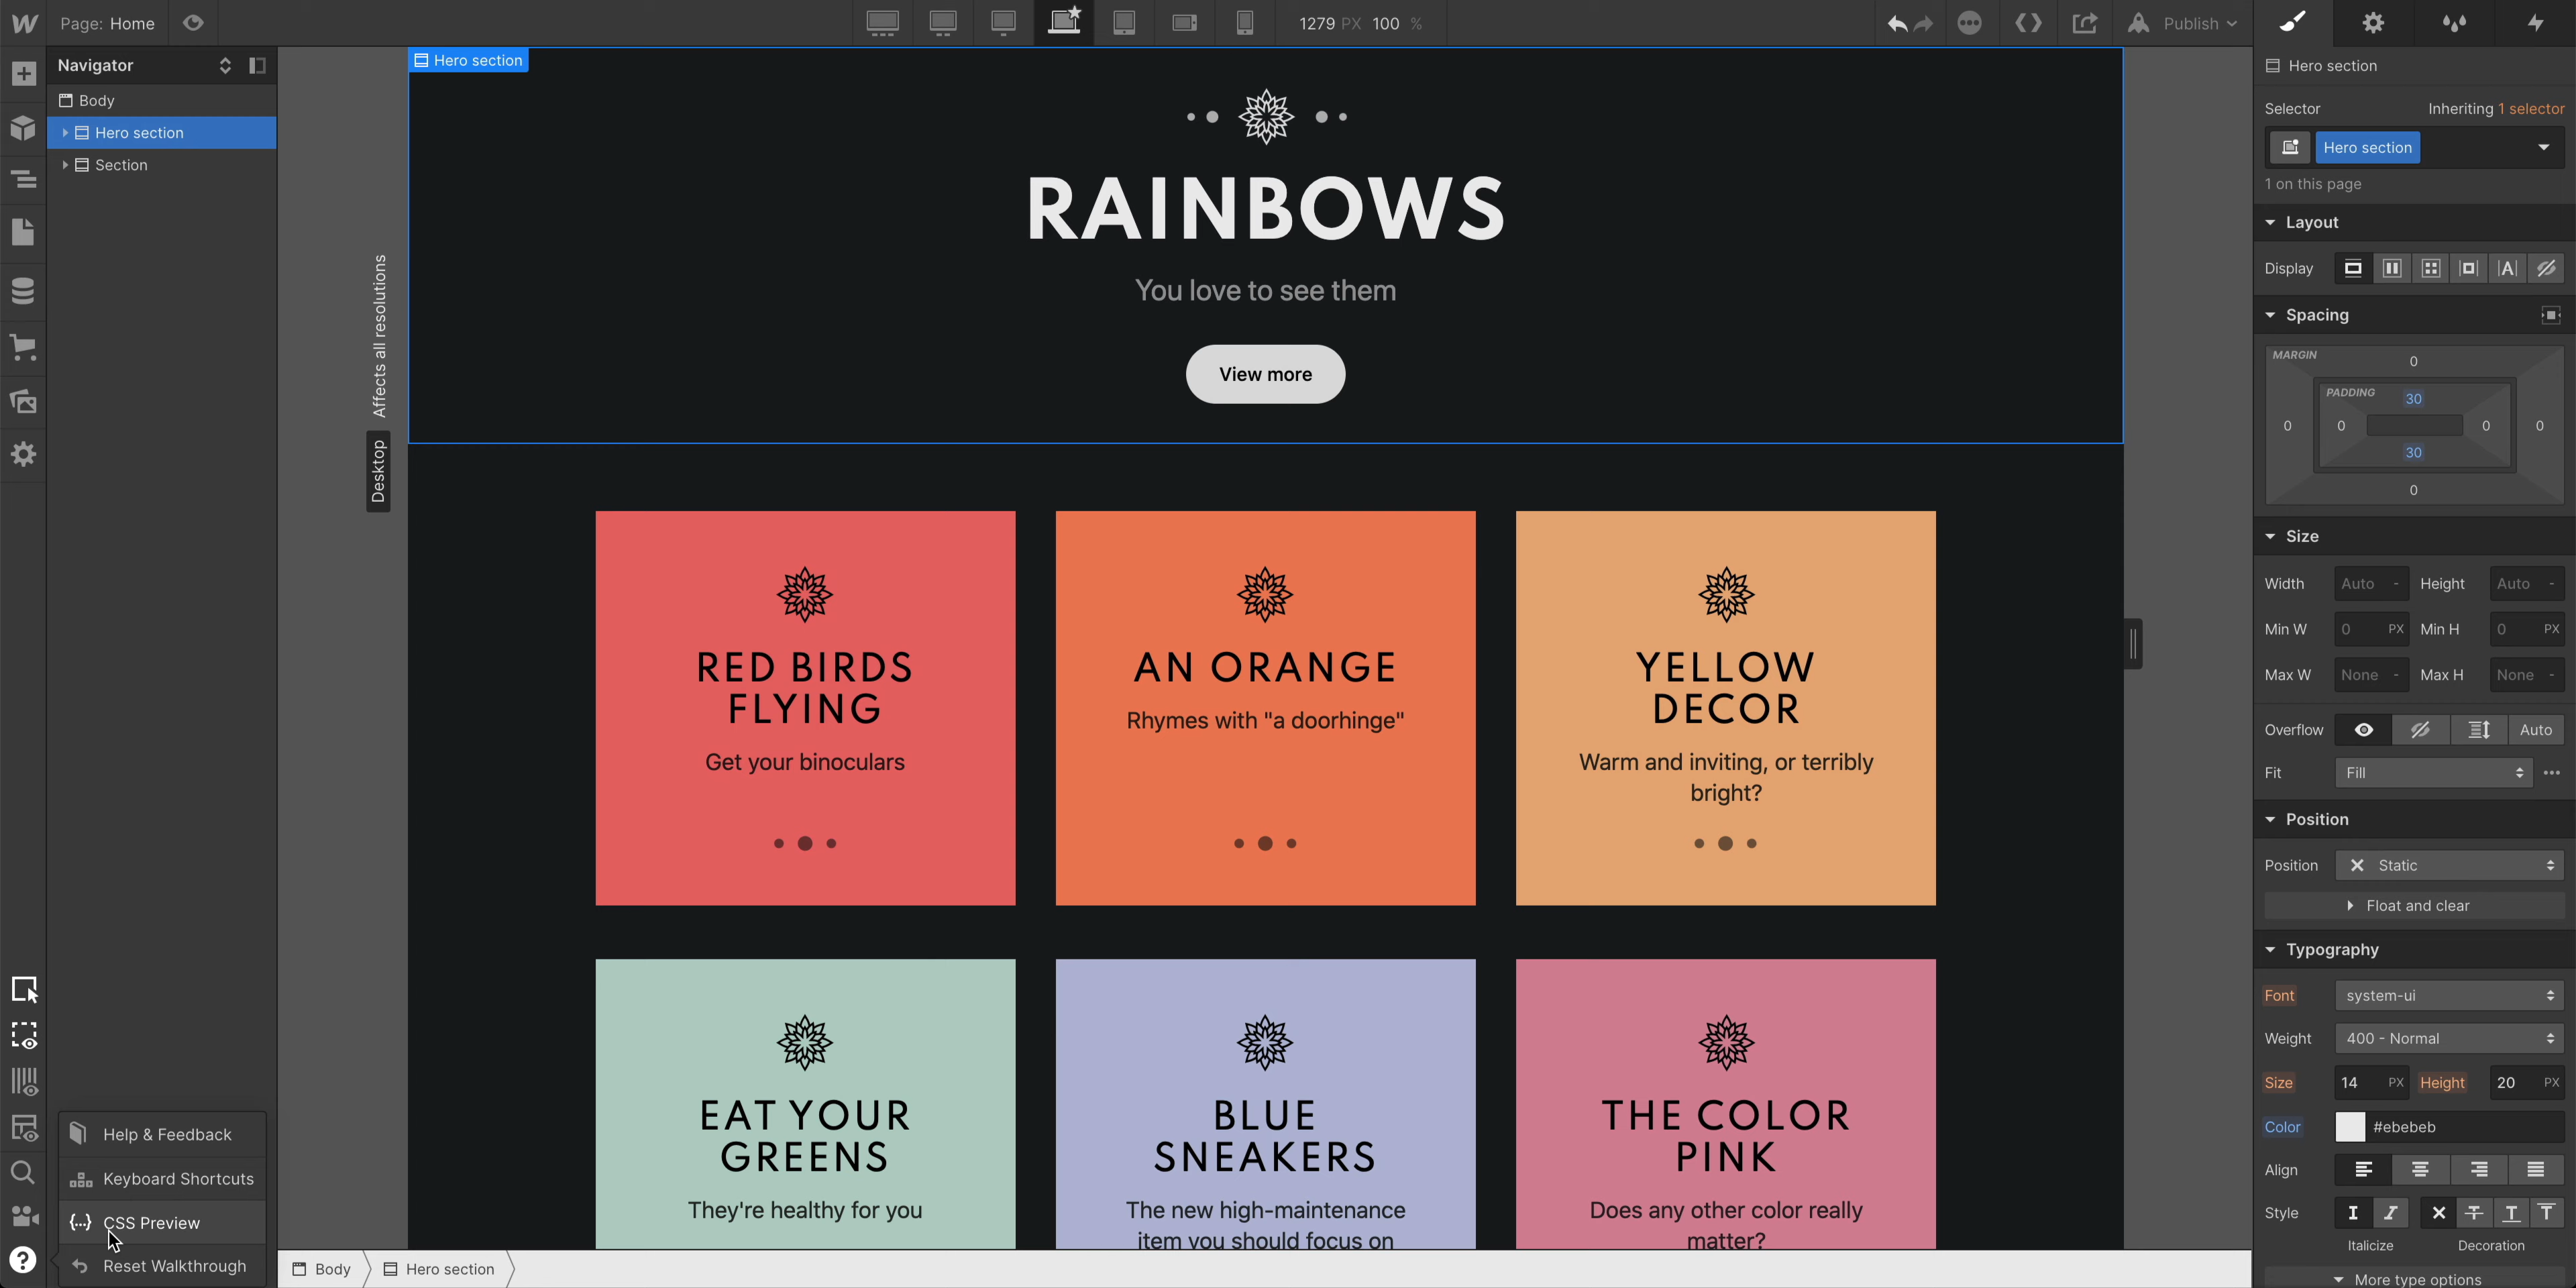 Page: Home
1279 PX 100 %
Publish
Navigator
Body
Hero section
Section
Affects all resolutions
Desktop
Hero section
RAINBOWS
You love to see them
View more
RED BIRDS
FLYING
Get your binoculars
AN ORANGE
Rhymes with "a doorhinge"
YELLOW
DECOR
Warm and inviting, or terribly
bright?
EAT YOUR
GREENS
They're healthy for you
BLUE
SNEAKERS
The new high-maintenance
item you should focus on
THE COLOR
PINK
Does any other color really
matter?
Help & Feedback
Keyboard Shortcuts
CSS Preview
Reset Walkthrough
Body
Hero section
Hero section
Selector Inheriting 1 selector
Hero section
1 on this page
Layout
Display
Spacing
MARGIN
0
PADDING
30
0 0 0 0
30
0
Size
Width Auto - Height Auto -
Min W 0 PX Min H 0 PX
Max W None - Max H None -
Overflow Auto
Fit Fill
Position
Position Static
Float and clear
Typography
Font system-ui
Weight 400 - Normal
Size 14 PX Height 20 PX
Color #ebebeb
Align
Style
Italicize Decoration
More type options